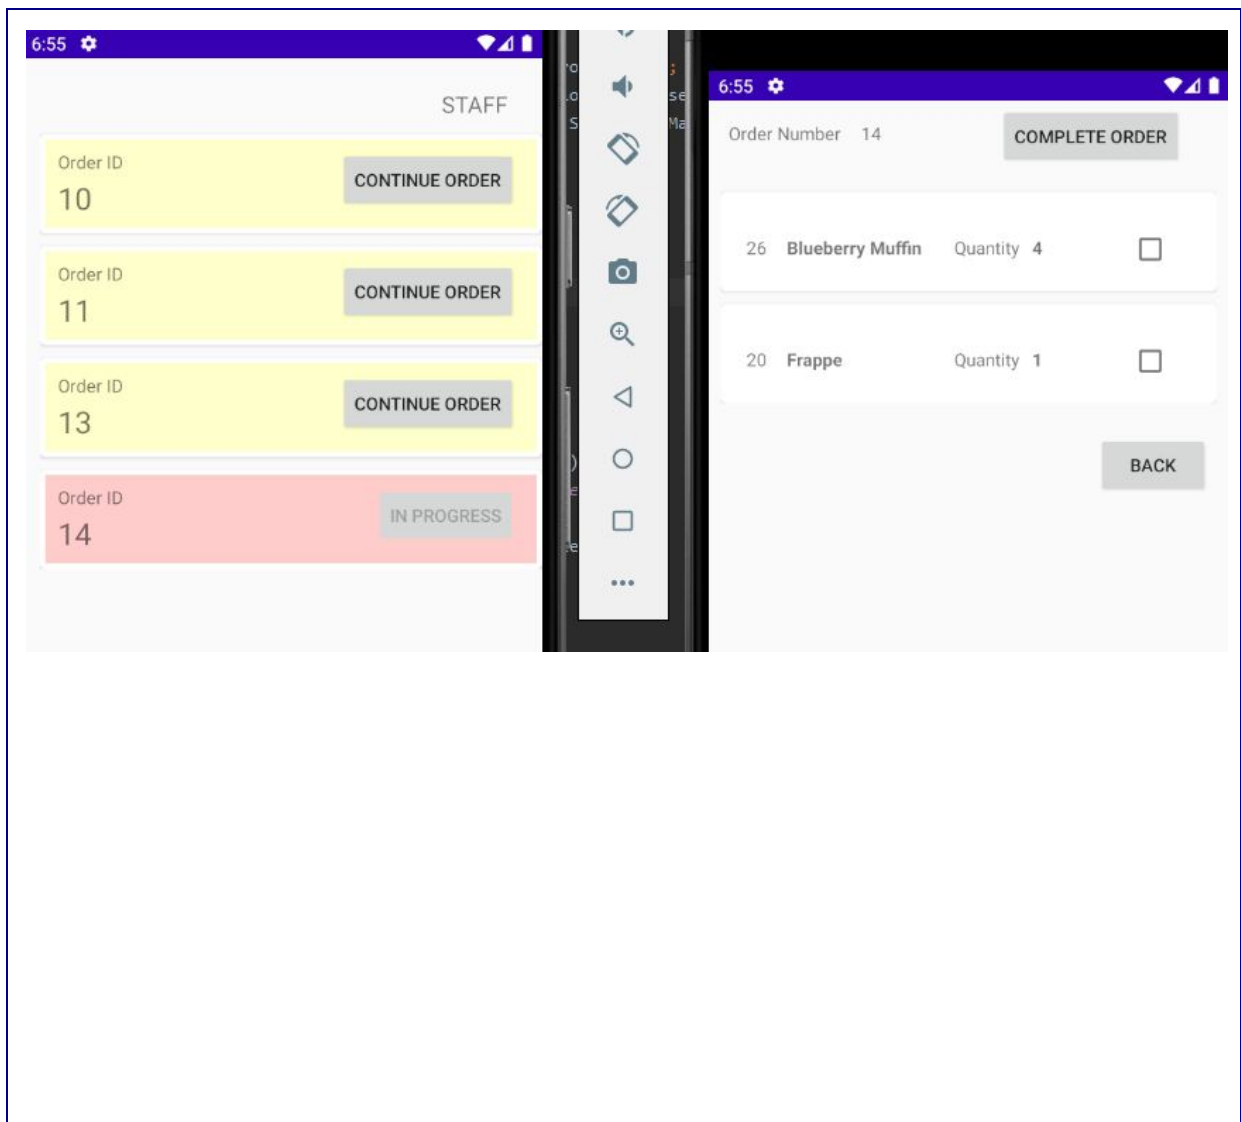 6:55
STAFF
Order ID
10
CONTINUE ORDER
Order ID
11
CONTINUE ORDER
Order ID
13
CONTINUE ORDER
Order ID
14
IN PROGRESS
6:55
Order Number 14
COMPLETE ORDER
26 Blueberry Muffin Quantity 4
20 Frappe Quantity 1
BACK